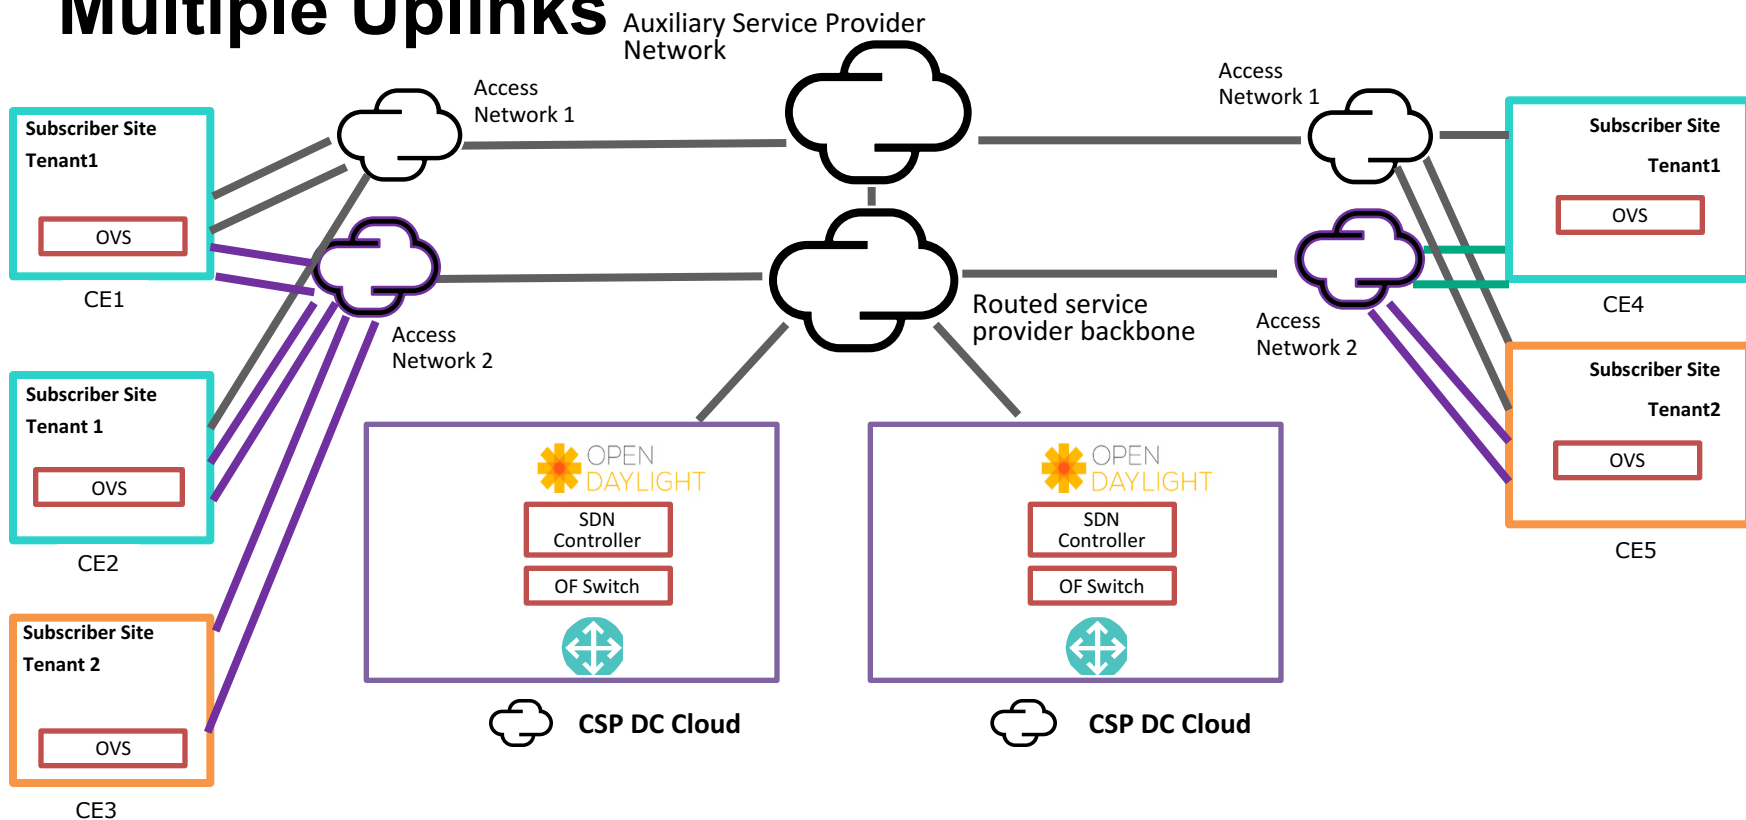 Multiple Uplinks
Auxiliary Service Provider
Network
Access
Network 1
Access
Network 1
Subscriber Site
Tenant1
OVS
CE1
Subscriber Site
Tenant1
OVS
CE4
Access
Network 2
Routed service
provider backbone
Access
Network 2
Subscriber Site
Tenant 1
OVS
CE2
Subscriber Site
Tenant2
OVS
CE5
OPEN
DAYLIGHT
SDN
Controller
OF Switch
CSP DC Cloud
OPEN
DAYLIGHT
SDN
Controller
OF Switch
CSP DC Cloud
Subscriber Site
Tenant 2
OVS
CE3